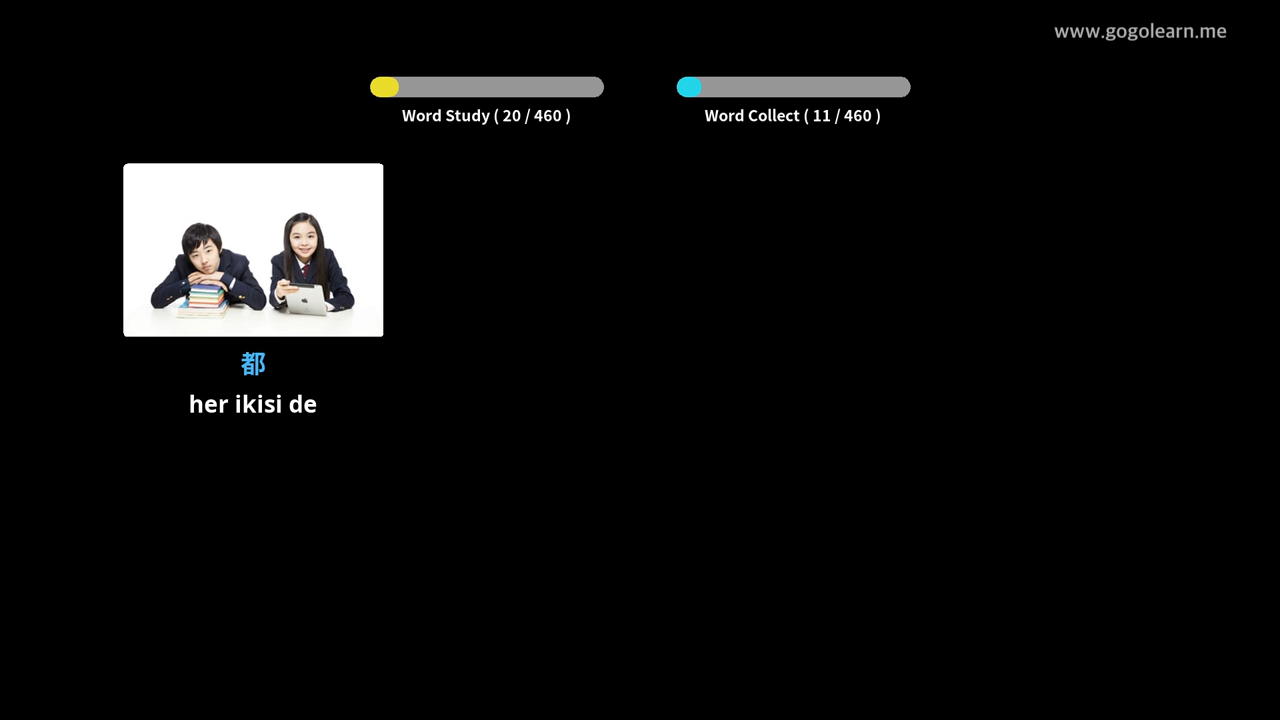 www.gogolearn.me
Word Study ( 20 / 460 )
Word Collect ( 11 / 460 )
都
her ikisi de